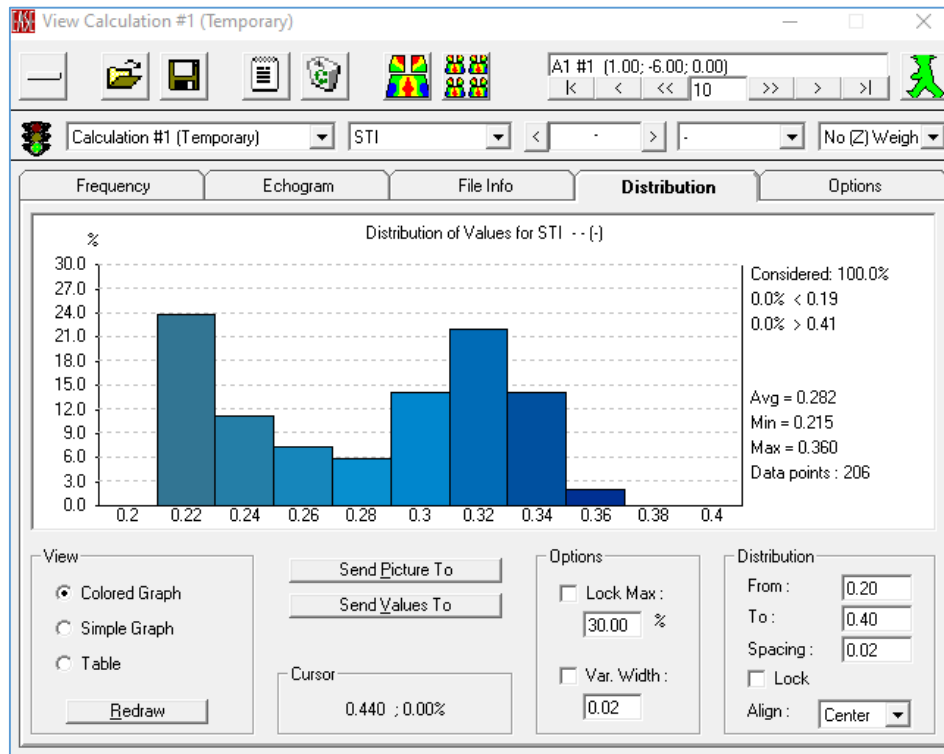 EASE View Calculation #1 (Temporary)
A1 #1 (1.00; -6.00; 0.00)
|< < << 10 >> > >|
Calculation #1 (Temporary) STI < - > - No (Z) Weigh
Frequency Echogram File Info Distribution Options
Distribution of Values for STI - - (-)
%
30.0
27.0
24.0
21.0
18.0
15.0
12.0
9.0
6.0
3.0
0.0
0.2 0.22 0.24 0.26 0.28 0.3 0.32 0.34 0.36 0.38 0.4
Considered: 100.0%
0.0% < 0.19
0.0% > 0.41
Avg = 0.282
Min = 0.215
Max = 0.360
Data points : 206
View
Colored Graph
Simple Graph
Table
Redraw
Send Picture To
Send Values To
Cursor
0.440 ; 0.00%
Options
Lock Max :
30.00 %
Var. Width :
0.02
Distribution
From : 0.20
To : 0.40
Spacing : 0.02
Lock
Align : Center